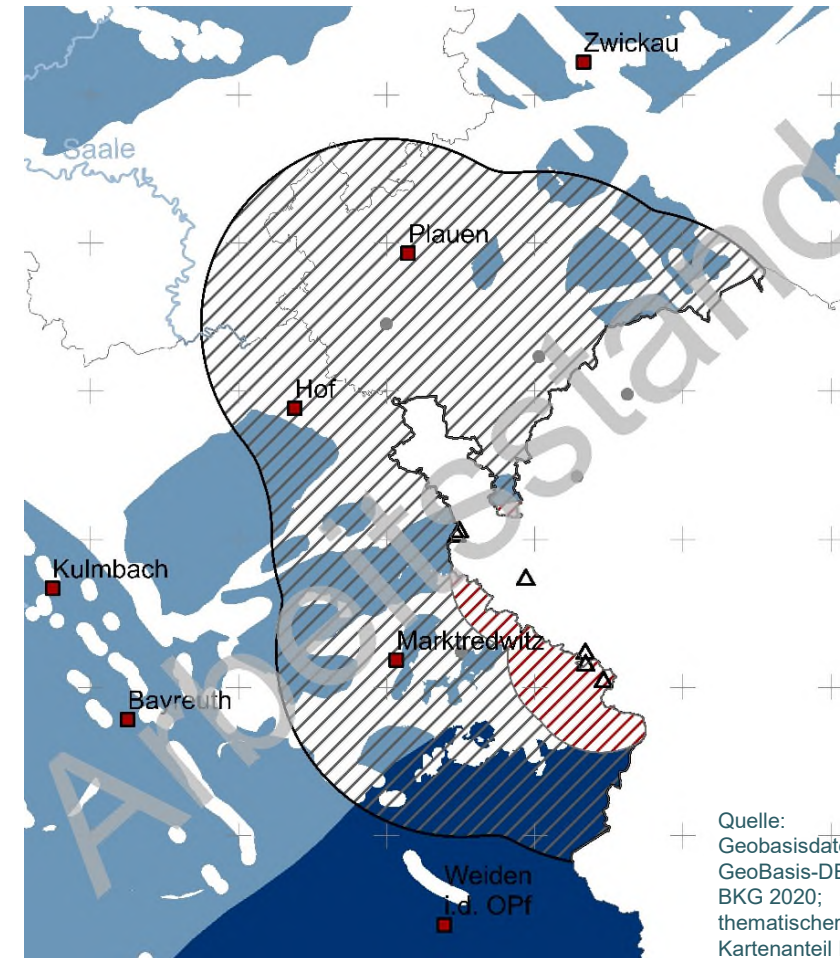 Zwickau
Saale
Plauen
Hof
Kulmbach
Marktredwitz
Bayreuth
Weiden
i.d. OPf
Arbeitsstand
Quelle:
Geobasisdate
GeoBasis-DE
BKG 2020;
thematischer
Kartenanteil